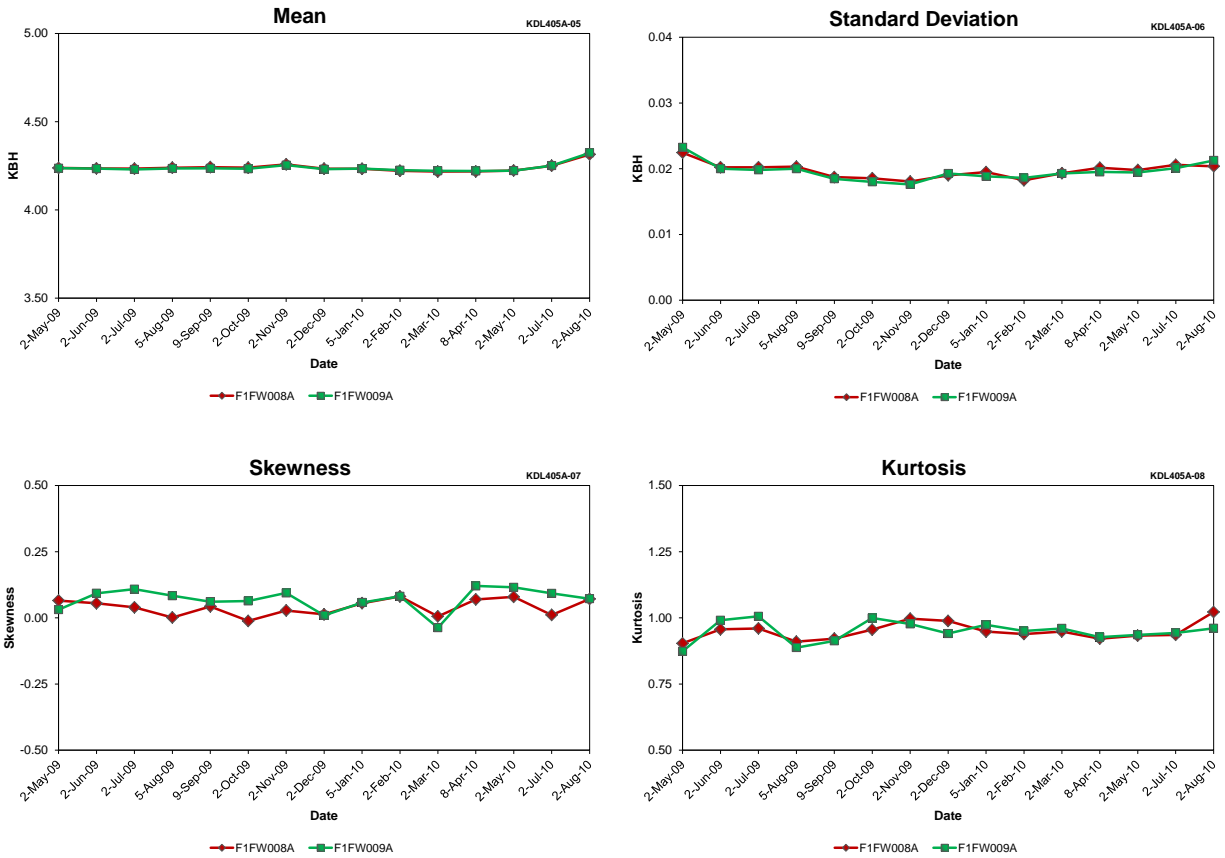 Mean
KDL405A-05
5.00
4.50
4.00
3.50
KBH
2-May-09
2-Jun-09
2-Jul-09
5-Aug-09
9-Sep-09
2-Oct-09
2-Nov-09
2-Dec-09
5-Jan-10
2-Feb-10
2-Mar-10
8-Apr-10
2-May-10
2-Jul-10
2-Aug-10
Date
F1FW008A F1FW009A
Standard Deviation
KDL405A-06
0.04
0.03
0.02
0.01
0.00
KBH
2-May-09
2-Jun-09
2-Jul-09
5-Aug-09
9-Sep-09
2-Oct-09
2-Nov-09
2-Dec-09
5-Jan-10
2-Feb-10
2-Mar-10
8-Apr-10
2-May-10
2-Jul-10
2-Aug-10
Date
F1FW008A F1FW009A
Skewness
KDL405A-07
0.50
0.25
0.00
-0.25
-0.50
Skewness
2-May-09
2-Jun-09
2-Jul-09
5-Aug-09
9-Sep-09
2-Oct-09
2-Nov-09
2-Dec-09
5-Jan-10
2-Feb-10
2-Mar-10
8-Apr-10
2-May-10
2-Jul-10
2-Aug-10
Date
F1FW008A F1FW009A
Kurtosis
KDL405A-08
1.50
1.25
1.00
0.75
0.50
Kurtosis
2-May-09
2-Jun-09
2-Jul-09
5-Aug-09
9-Sep-09
2-Oct-09
2-Nov-09
2-Dec-09
5-Jan-10
2-Feb-10
2-Mar-10
8-Apr-10
2-May-10
2-Jul-10
2-Aug-10
Date
F1FW008A F1FW009A